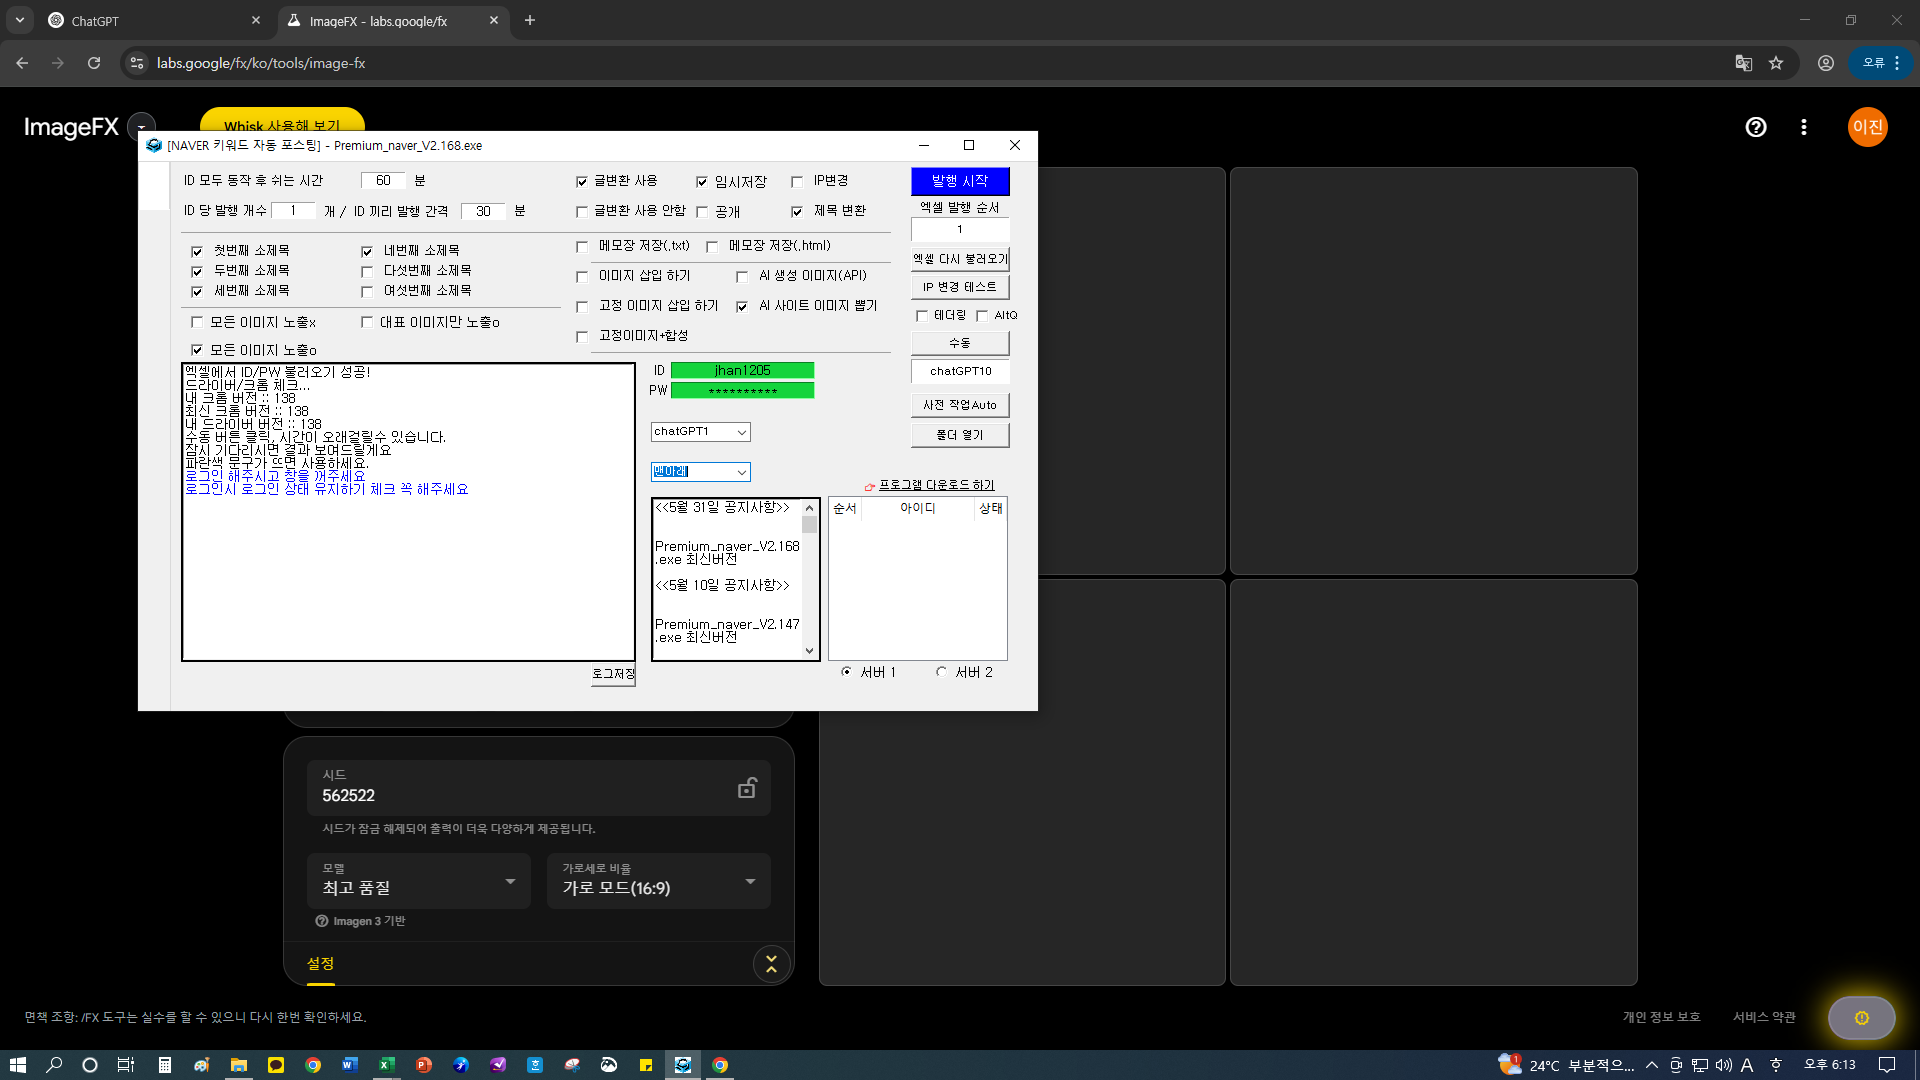 ChatGPT
ImageFX - labs.google/fx
labs.google/fx/ko/tools/image-fx
오류
ImageFX
Whisk 사용해 보기
이진
[NAVER 키워드 자동 포스팅] - Premium_naver_V2.168.exe
ID 모두 동작 후 쉬는 시간 60 분
ID 당 발행 개수 1 개 / ID 끼리 발행 간격 30 분
글변환 사용 임시저장 IP변경
글변환 사용 안함 공개 제목 변환
첫번째 소제목 네번째 소제목
두번째 소제목 다섯번째 소제목
세번째 소제목 여섯번째 소제목
모든 이미지 노출x 대표 이미지만 노출o
모든 이미지 노출o
메모장 저장(.txt) 메모장 저장(.html)
이미지 삽입 하기 AI 생성 이미지(API)
고정 이미지 삽입 하기 AI 사이트 이미지 뽑기
고정이미지+합성
발행 시작
엑셀 발행 순서
1
엑셀 다시 불러오기
IP 변경 테스트
테더링 AltQ
수동
chatGPT10
사전 작업Auto
폴더 열기
엑셀에서 ID/PW 불러오기 성공!
드라이버/크롬 체크...
내 크롬 버전 :: 138
최신 크롬 버전 :: 138
내 드라이버 버전 :: 138
수동 버튼 클릭, 시간이 오래걸릴수 있습니다.
잠시 기다리시면 결과 보여드릴게요
파란색 문구가 뜨면 사용하세요.
로그인 해주시고 창을 꺼주세요
로그인시 로그인 상태 유지하기 체크 꼭 해주세요
로그저장
ID jhan1205
PW **********
chatGPT1
맨아래
프로그램 다운로드 하기
<<5월 31일 공지사항>>
Premium_naver_V2.168
.exe 최신버전
<<5월 10일 공지사항>>
Premium_naver_V2.147
.exe 최신버전
순서 아이디 상태
서버 1 서버 2
시드
562522
시드가 잠금 해제되어 출력이 더욱 다양하게 제공됩니다.
모델
최고 품질
가로세로 비율
가로 모드(16:9)
Imagen 3 기반
설정
면책 조항: /FX 도구는 실수를 할 수 있으니 다시 한번 확인하세요.
개인 정보 보호 서비스 약관
1 24°C 부분적으... A 오후 6:13